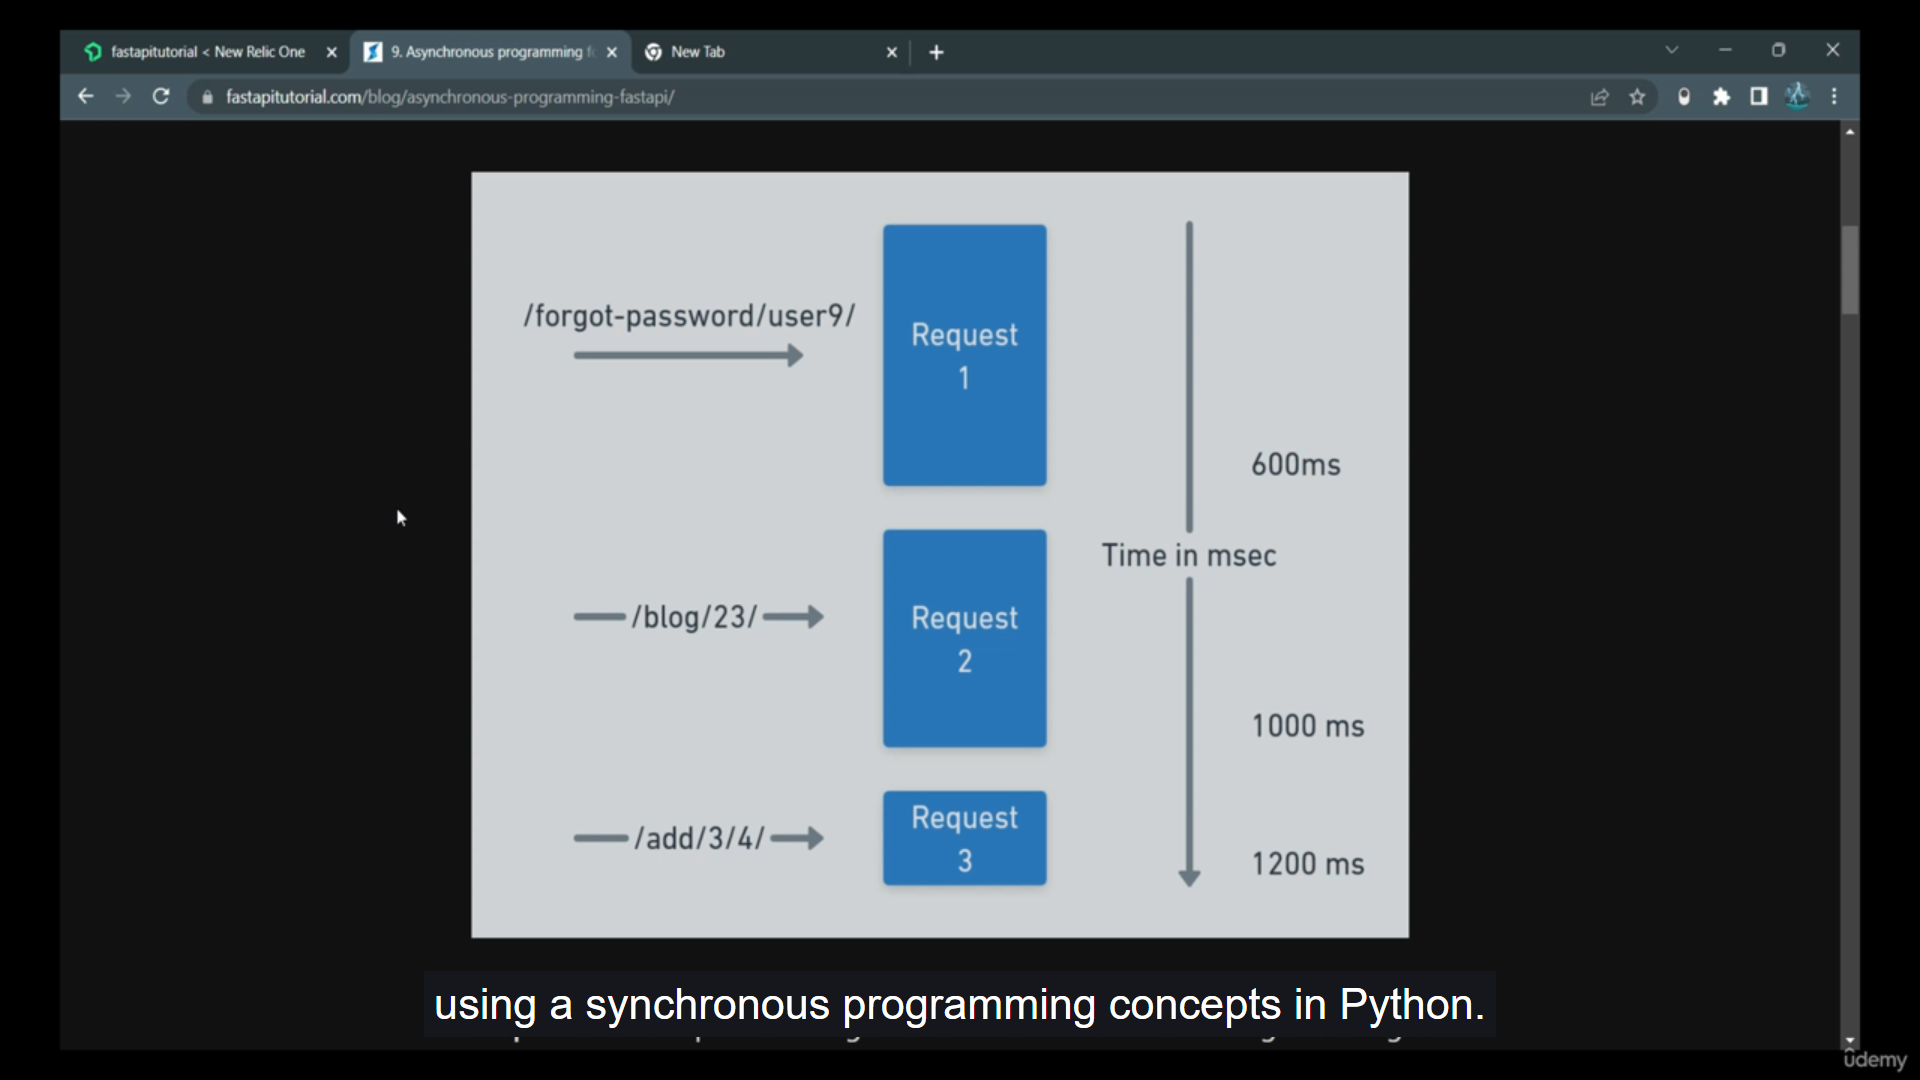 fastapitutorial < New Relic One
9. Asynchronous programming
New Tab
fastapitutorial.com/blog/asynchronous-programming-fastapi/
/forgot-password/user9/
Request
1
600ms
Time in msec
/blog/23/
Request
2
1000 ms
/add/3/4/
Request
3
1200 ms
using a synchronous programming concepts in Python.
ûdemy